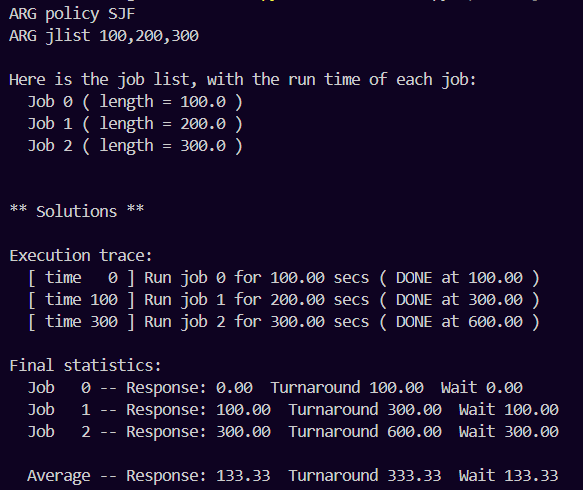 ARG policy SJF
ARG jlist 100,200,300
Here is the job list, with the run time of each job:
Job 0 ( length = 100.0 )
Job 1 ( length = 200.0 )
Job 2 ( length = 300.0 )
** Solutions **
Execution trace:
[ time   0 ] Run job 0 for 100.00 secs ( DONE at 100.00 )
[ time 100 ] Run job 1 for 200.00 secs ( DONE at 300.00 )
[ time 300 ] Run job 2 for 300.00 secs ( DONE at 600.00 )
Final statistics:
Job   0 -- Response: 0.00  Turnaround 100.00  Wait 0.00
Job   1 -- Response: 100.00  Turnaround 300.00  Wait 100.00
Job   2 -- Response: 300.00  Turnaround 600.00  Wait 300.00
Average -- Response: 133.33  Turnaround 333.33  Wait 133.33